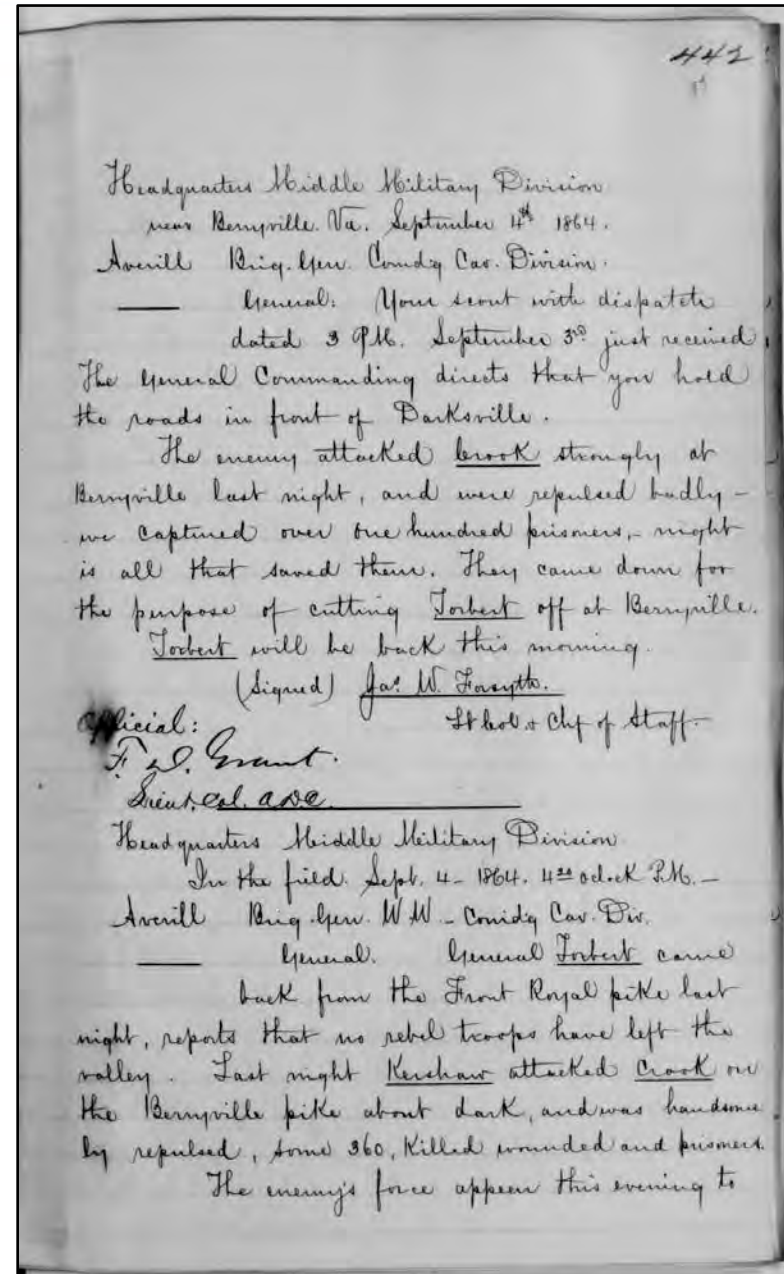 442
Headquarters Middle Military Division
near Berryville. Va. September 4th 1864.
Averill Brig. Gen. Comdg Cav. Division.
General: Your scout with dispatch
dated 3 P.M. September 3rd just received.
The General Commanding directs that you hold
the roads in front of Darksville.
The enemy attacked Crook strongly at
Berryville last night, and were repulsed badly -
we captured over one hundred prisoners, - night
is all that saved them. They came down for
the purpose of cutting Torbert off at Berryville.
Torbert will be back this morning.
(Signed) Jas. W. Forsyth.
Official: Lt Col. & Chf of Staff -
F. D. Grant.
Lieut. Col. A.D.C.
Headquarters Middle Military Division
In the field. Sept. 4 - 1864. 4 30 oclock P.M. -
Averill Brig. Gen. W W - Comdg Cav. Div.
General. General Torbert came
back from the Front Royal pike last
night, reports that no rebel troops have left the
valley. Last night Kershaw attacked Crook on
the Berryville pike about dark, and was handsome
ly repulsed, some 360, Killed wounded and prisoners.
The enemy's force appear this evening to